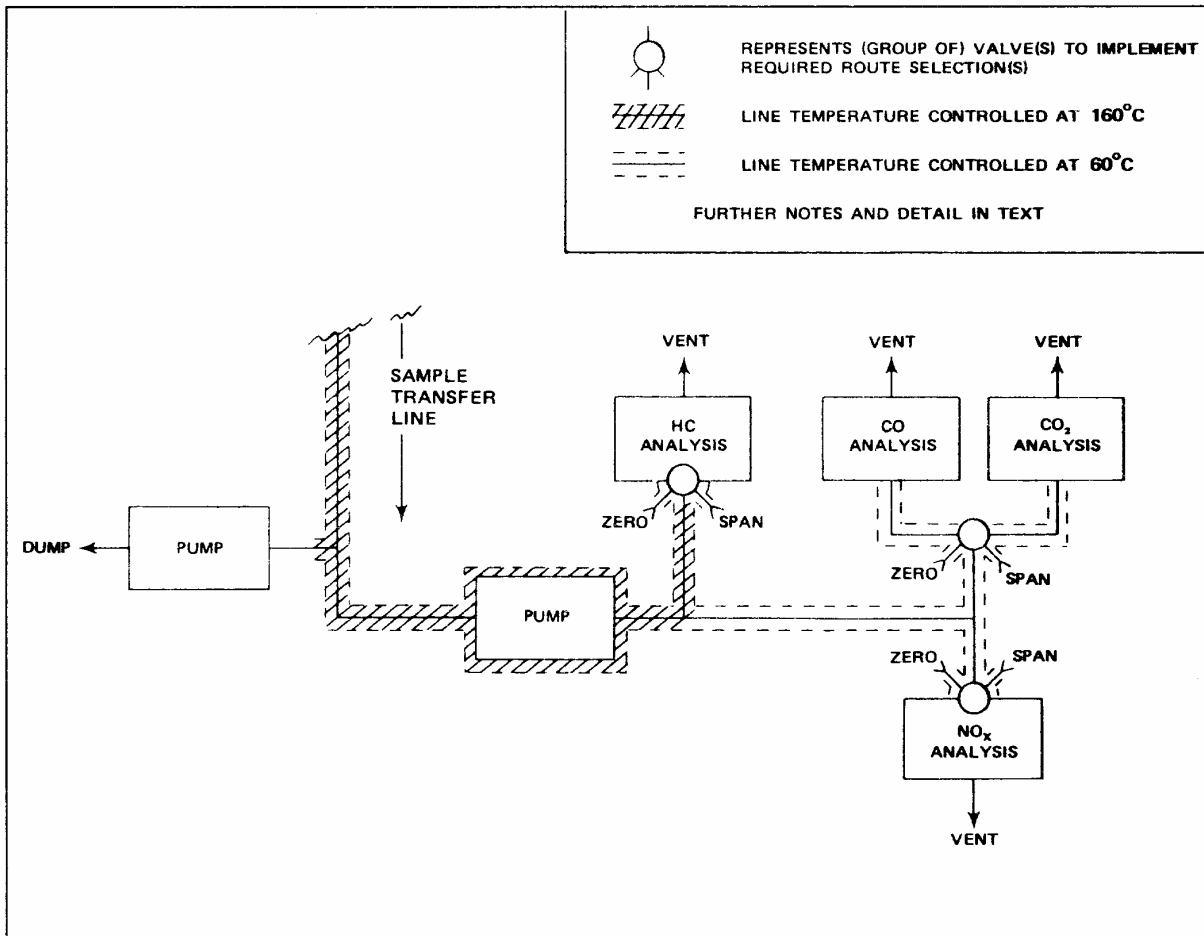 REPRESENTS (GROUP OF) VALVE(S) TO IMPLEMENT
REQUIRED ROUTE SELECTION(S)
LINE TEMPERATURE CONTROLLED AT 160°C
LINE TEMPERATURE CONTROLLED AT 60°C
FURTHER NOTES AND DETAIL IN TEXT
SAMPLE
TRANSFER
LINE
VENT
VENT
VENT
HC
ANALYSIS
CO
ANALYSIS
CO₂
ANALYSIS
ZERO
SPAN
ZERO
SPAN
DUMP
PUMP
PUMP
ZERO
SPAN
NOx
ANALYSIS
VENT